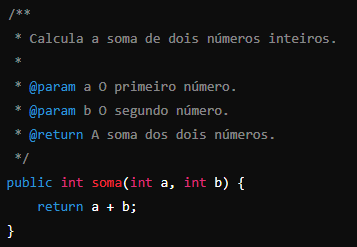 /**
 * Calcula a soma de dois números inteiros.
 *
 * @param a O primeiro número.
 * @param b O segundo número.
 * @return A soma dos dois números.
 */
public int soma(int a, int b) {
    return a + b;
}